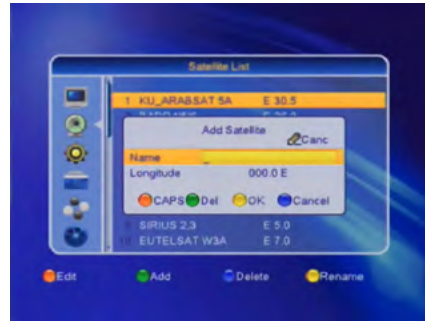 Satellite List
1 KU_ARABSAT 5A E 30.5
Add Satellite
Canc
Name _
Longitude 000.0 E
CAPS Del OK Cancel
SIRIUS 2,3 E 5.0
EUTELSAT W3A E 7.0
Edit Add Delete Rename